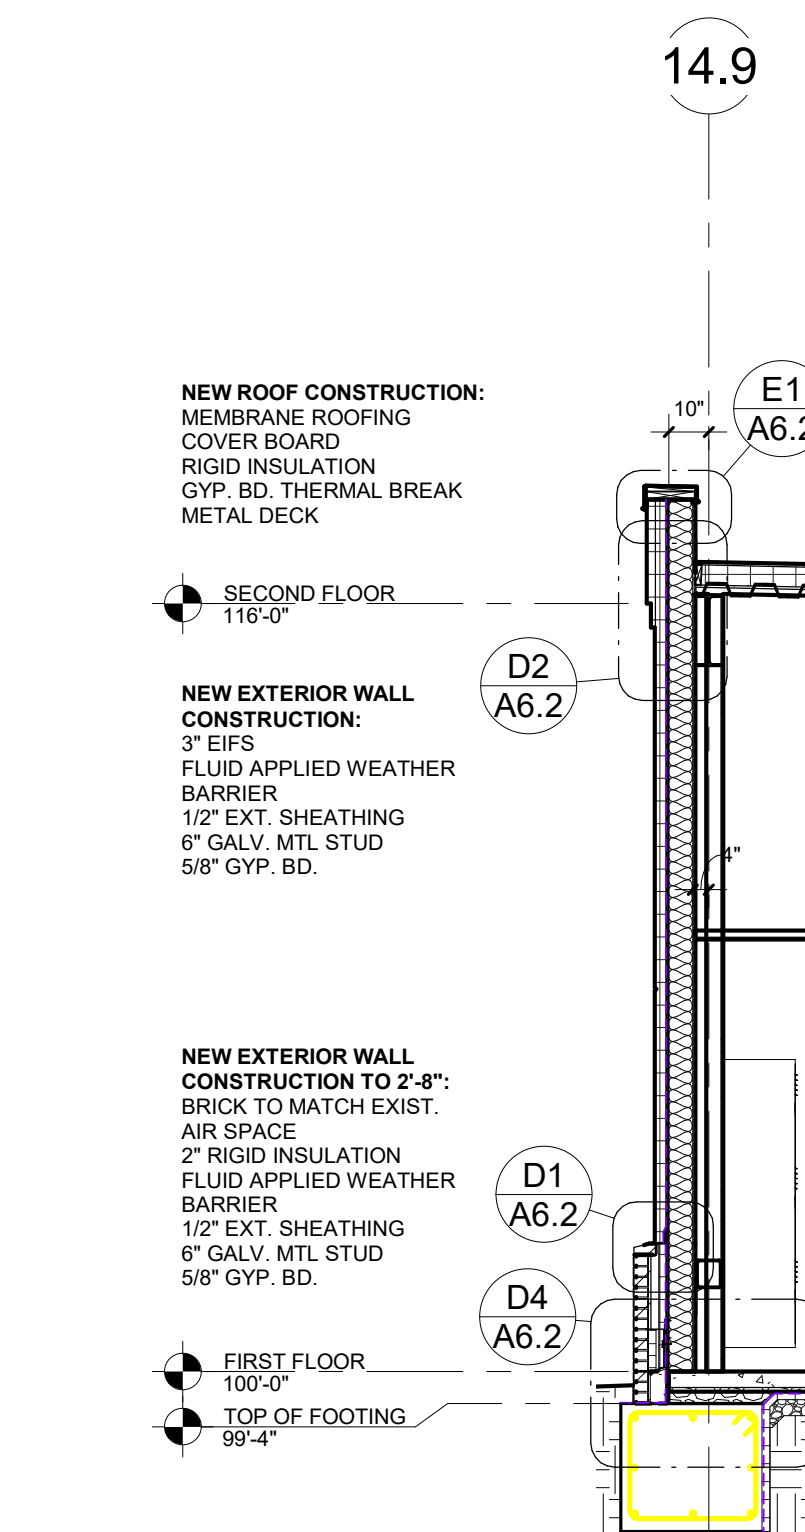 14.9
E1
A6.2
10"
NEW ROOF CONSTRUCTION:
MEMBRANE ROOFING
COVER BOARD
RIGID INSULATION
GYP. BD. THERMAL BREAK
METAL DECK
SECOND FLOOR
116'-0"
D2
A6.2
NEW EXTERIOR WALL
CONSTRUCTION:
3" EIFS
FLUID APPLIED WEATHER
BARRIER
1/2" EXT. SHEATHING
6" GALV. MTL STUD
5/8" GYP. BD.
4"
NEW EXTERIOR WALL
CONSTRUCTION TO 2'-8":
BRICK TO MATCH EXIST.
AIR SPACE
2" RIGID INSULATION
FLUID APPLIED WEATHER
BARRIER
1/2" EXT. SHEATHING
6" GALV. MTL STUD
5/8" GYP. BD.
D1
A6.2
D4
A6.2
FIRST FLOOR
100'-0"
TOP OF FOOTING
99'-4"